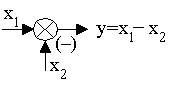 x₁
y=x₁− x₂
(−)
x₂